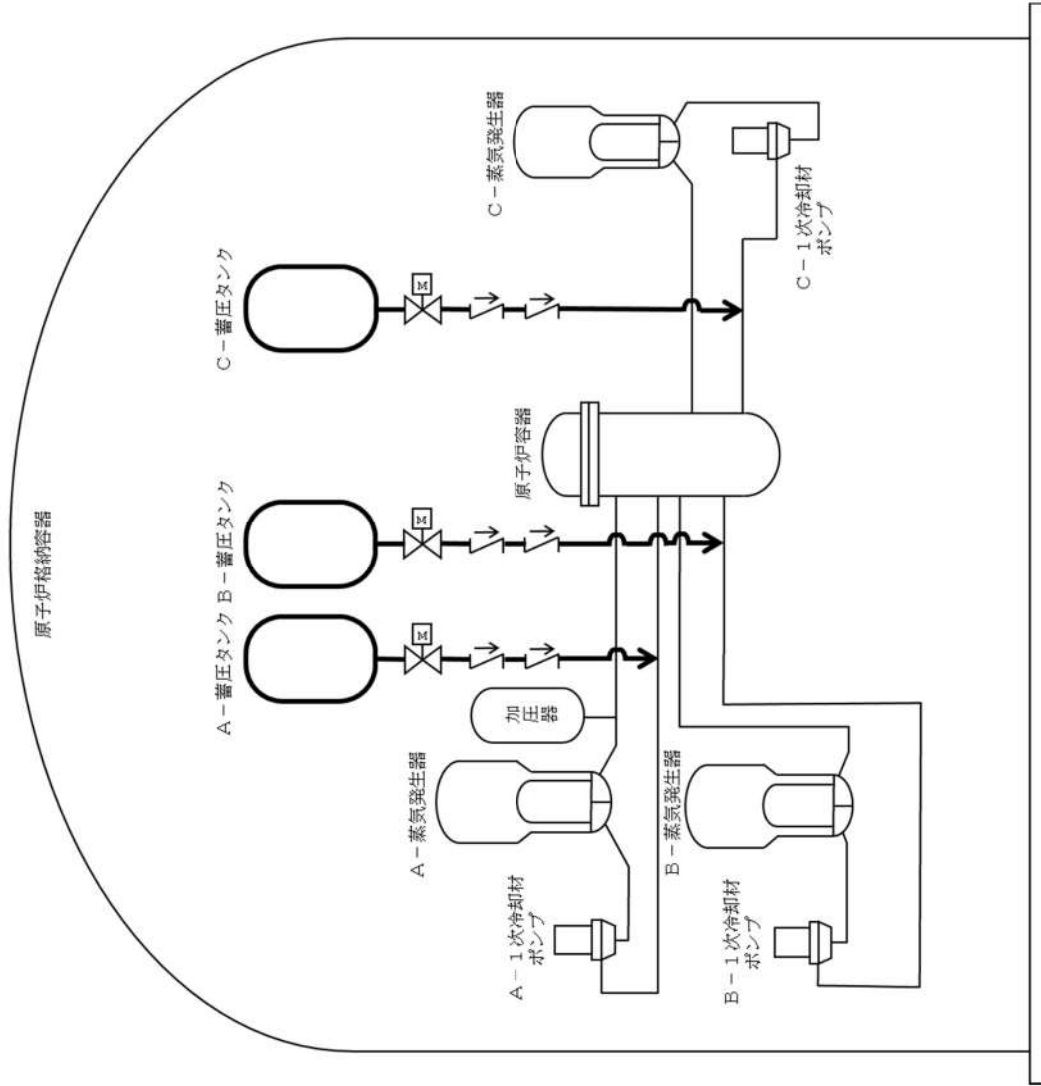 原子炉格納容器
A-蓄圧タンク
B-蓄圧タンク
C-蓄圧タンク
M
M
M
加圧器
原子炉容器
A-蒸気発生器
B-蒸気発生器
C-蒸気発生器
A-1次冷却材
ポンプ
B-1次冷却材
ポンプ
C-1次冷却材
ポンプ